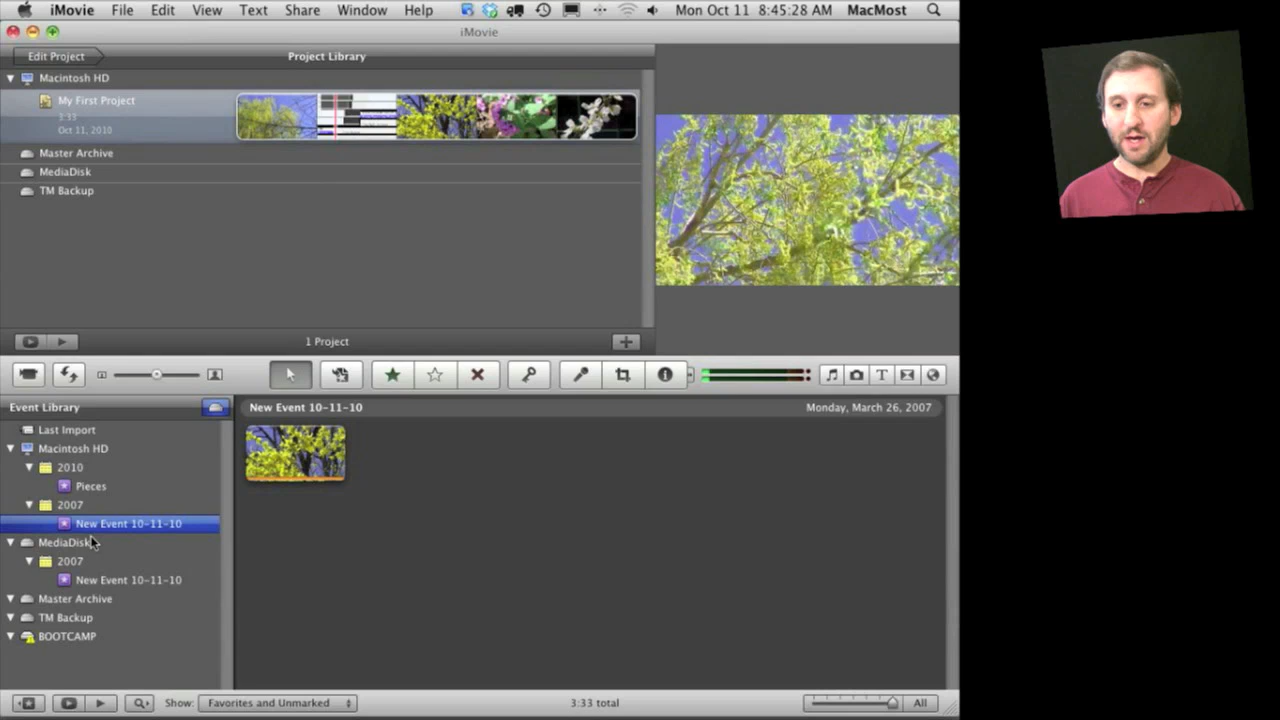 iMovie File Edit View Text Share Window Help Mon Oct 11 8:45:28 AM MacMost
iMovie
Edit Project Project Library
Macintosh HD
My First Project
3:33
Oct 11, 2010
Master Archive
MediaDisk
TM Backup
1 Project
Event Library
New Event 10-11-10 Monday, March 26, 2007
Last Import
Macintosh HD
2010
Pieces
2007
New Event 10-11-10
MediaDisk
2007
New Event 10-11-10
Master Archive
TM Backup
BOOTCAMP
Show: Favorites and Unmarked 3:33 total All